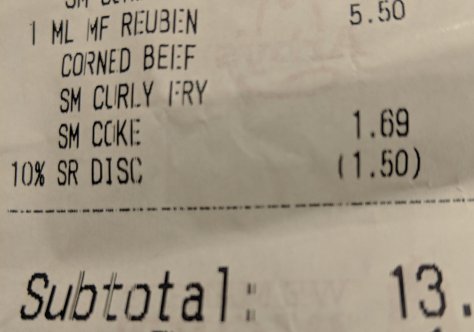 SM
1 ML MF REUBEN 5.50
CORNED BEEF
SM CURLY FRY
SM COKE 1.69
10% SR DISC (1.50)
Subtotal: 13.